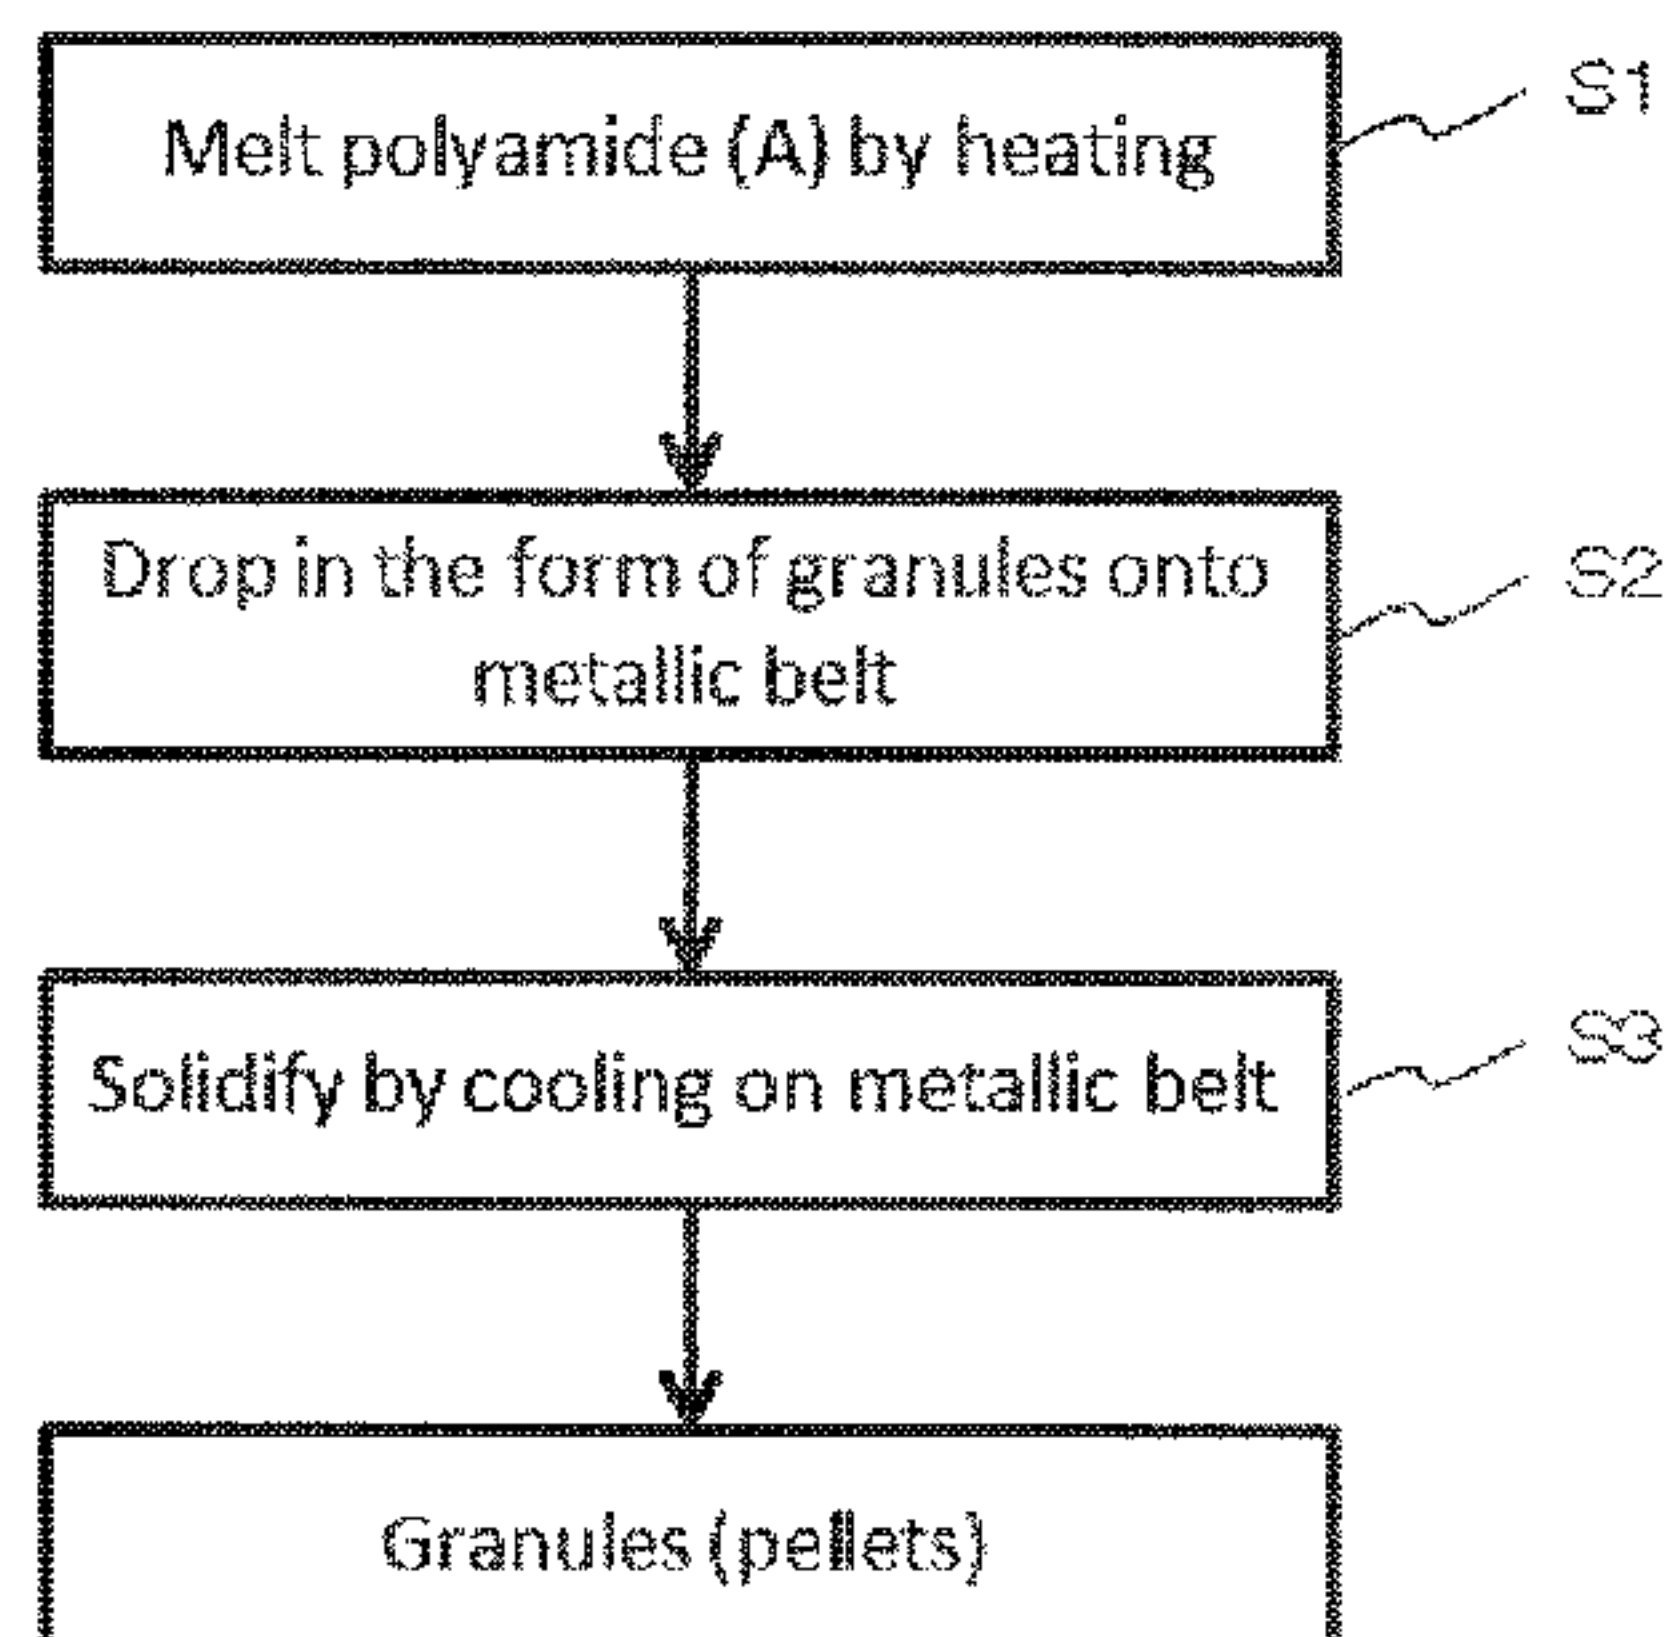 Melt polyamide (A) by heating
S1
Drop in the form of granules onto
metallic belt
S2
Solidify by cooling on metallic belt
S3
Granules (pellets)